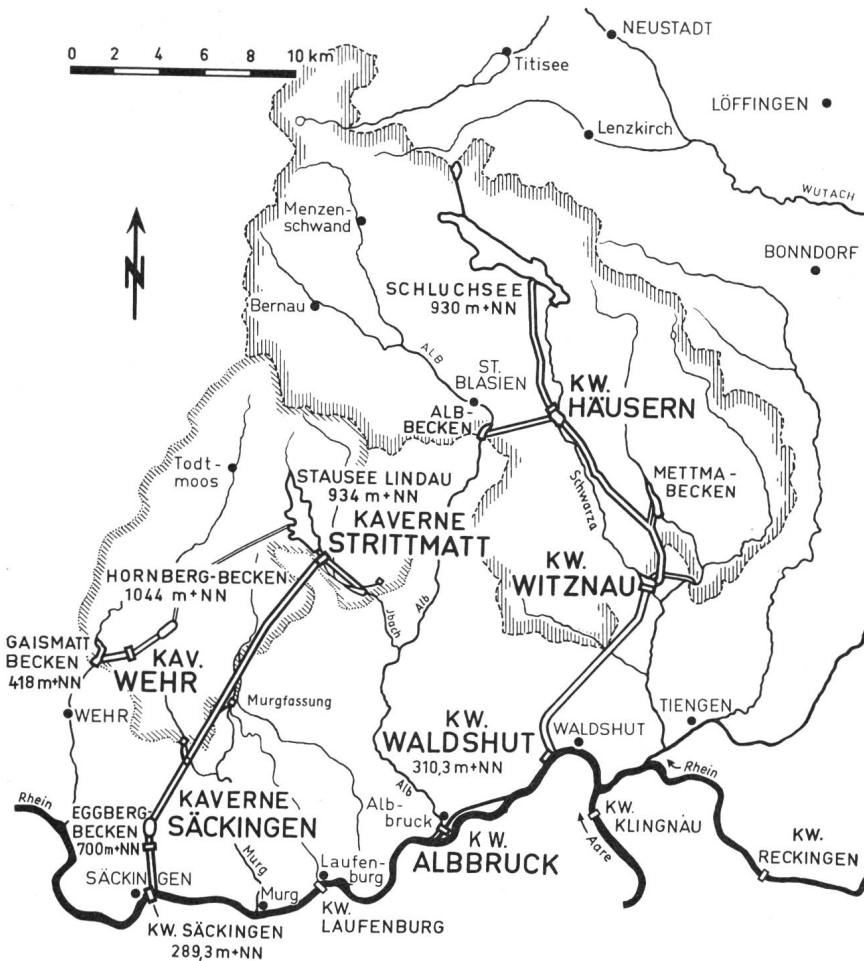 0 2 4 6 8 10 km
NEUSTADT
Titisee
LÖFFINGEN
Lenzkirch
WUTACH
Menzen-
schwand
N
BONNDORF
SCHLUCHSEE
930 m+NN
Bernau
ALB
ST.
BLASIEN
KW.
HÄUSERN
ALB-
BECKEN
Todt-
moos
STAUSEE LINDAU
934 m+NN
METTMA-
BECKEN
Schwarza
KAVERNE
STRITTMATT
HORNBERG-BECKEN
1044 m+NN
KW.
WITZNAU
Alb
Jbach
GAISMATT
BECKEN
418 m+NN
KAV.
WEHR
Murgfassung
WEHR
TIENGEN
KW.
WALDSHUT
310,3 m+NN
WALDSHUT
Rhein
Rhein
Alb
KAVERNE
SÄCKINGEN
Alb-
bruck
EGGBERG-
BECKEN
700 m+NN
KW.
KLINGNAU
Aare
KW.
ALBBRUCK
KW.
RECKINGEN
Murg
Laufen-
burg
SÄCKINGEN
Murg
KW.
LAUFENBURG
KW. SÄCKINGEN
289,3 m+NN